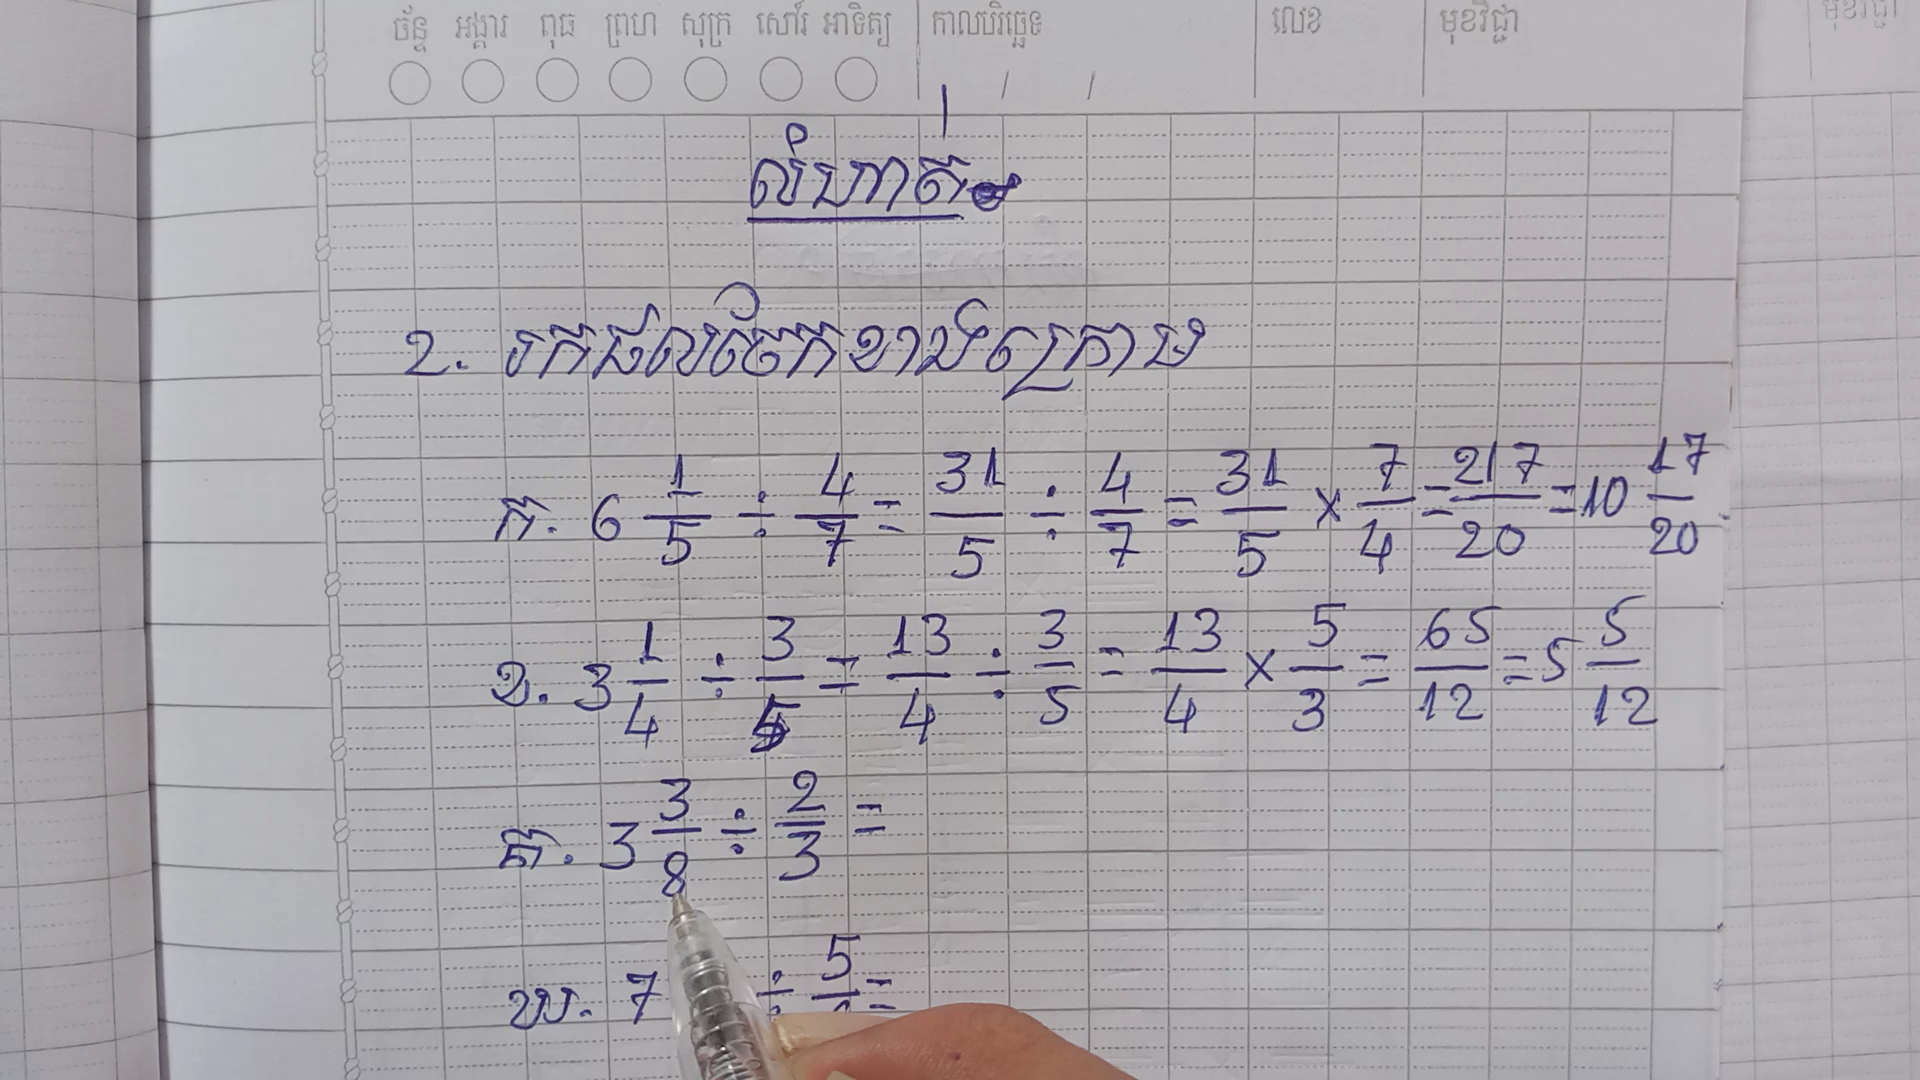 ច័ន្ទ អង្គារ ពុធ ព្រហ សុក្រ សៅរ៍ អាទិត្យ កាលបរិច្ឆេទ លេខ មុខវិជ្ជា
លំហាត់
2. រកផលចែកខាងក្រោម
ក. 6 1/5 ÷ 4/7 = 31/5 ÷ 4/7 = 31/5 × 7/4 = 217/20 = 10 17/20
ខ. 3 1/4 ÷ 3/5 = 13/4 ÷ 3/5 = 13/4 × 5/3 = 65/12 = 5 5/12
គ. 3 3/8 ÷ 2/3 =
ឃ. 7 ÷ 5 =